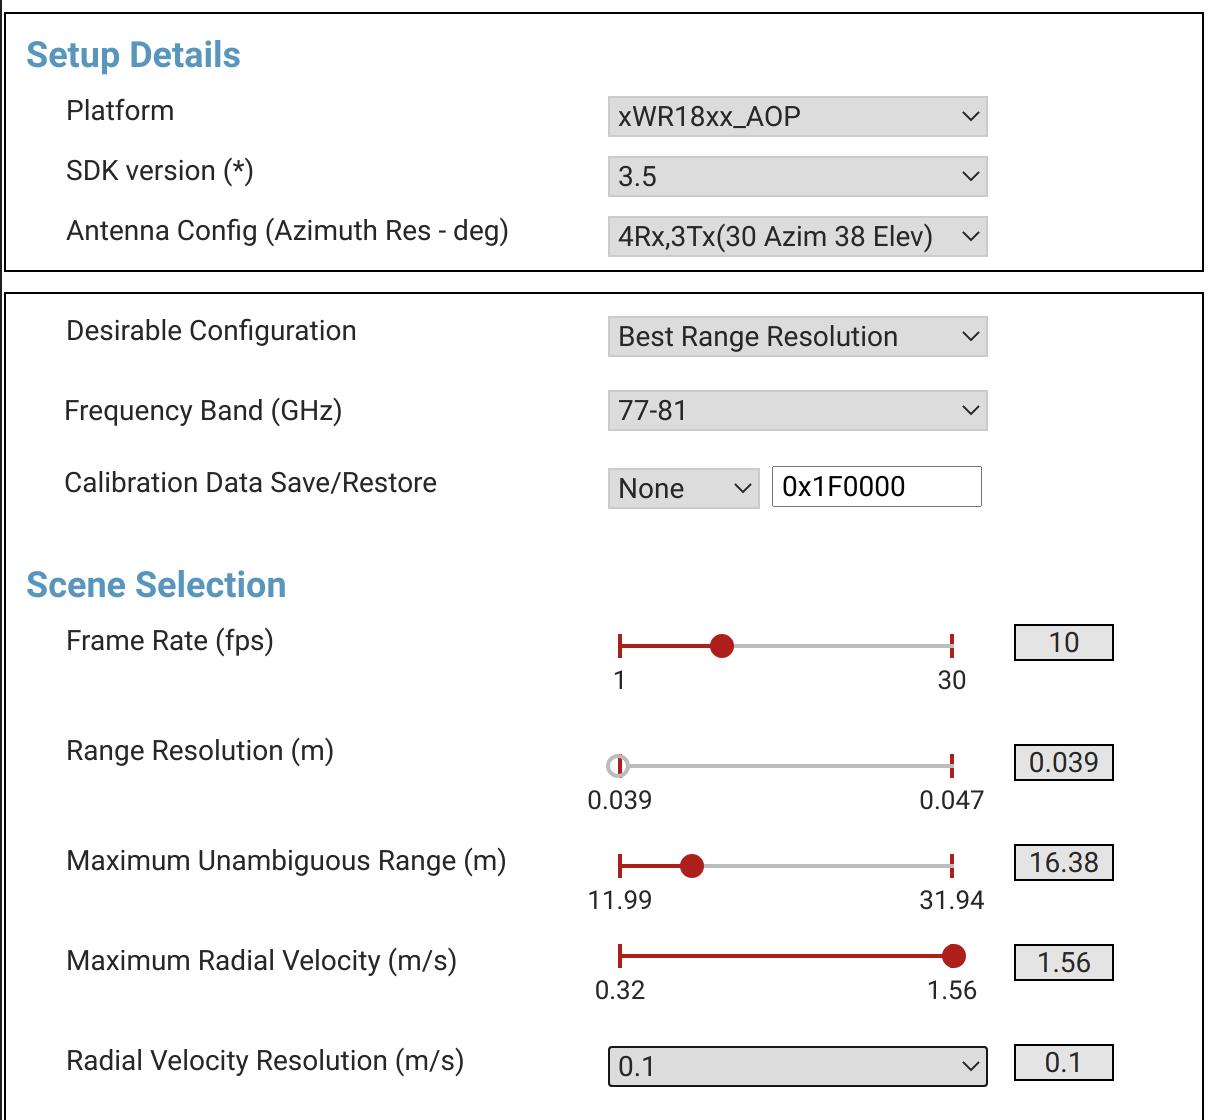 Setup Details
Platform xWR18xx_AOP
SDK version (*) 3.5
Antenna Config (Azimuth Res - deg) 4Rx,3Tx(30 Azim 38 Elev)
Desirable Configuration Best Range Resolution
Frequency Band (GHz) 77-81
Calibration Data Save/Restore None 0x1F0000
Scene Selection
Frame Rate (fps) 10
1 30
Range Resolution (m) 0.039
0.039 0.047
Maximum Unambiguous Range (m) 16.38
11.99 31.94
Maximum Radial Velocity (m/s) 1.56
0.32 1.56
Radial Velocity Resolution (m/s) 0.1 0.1